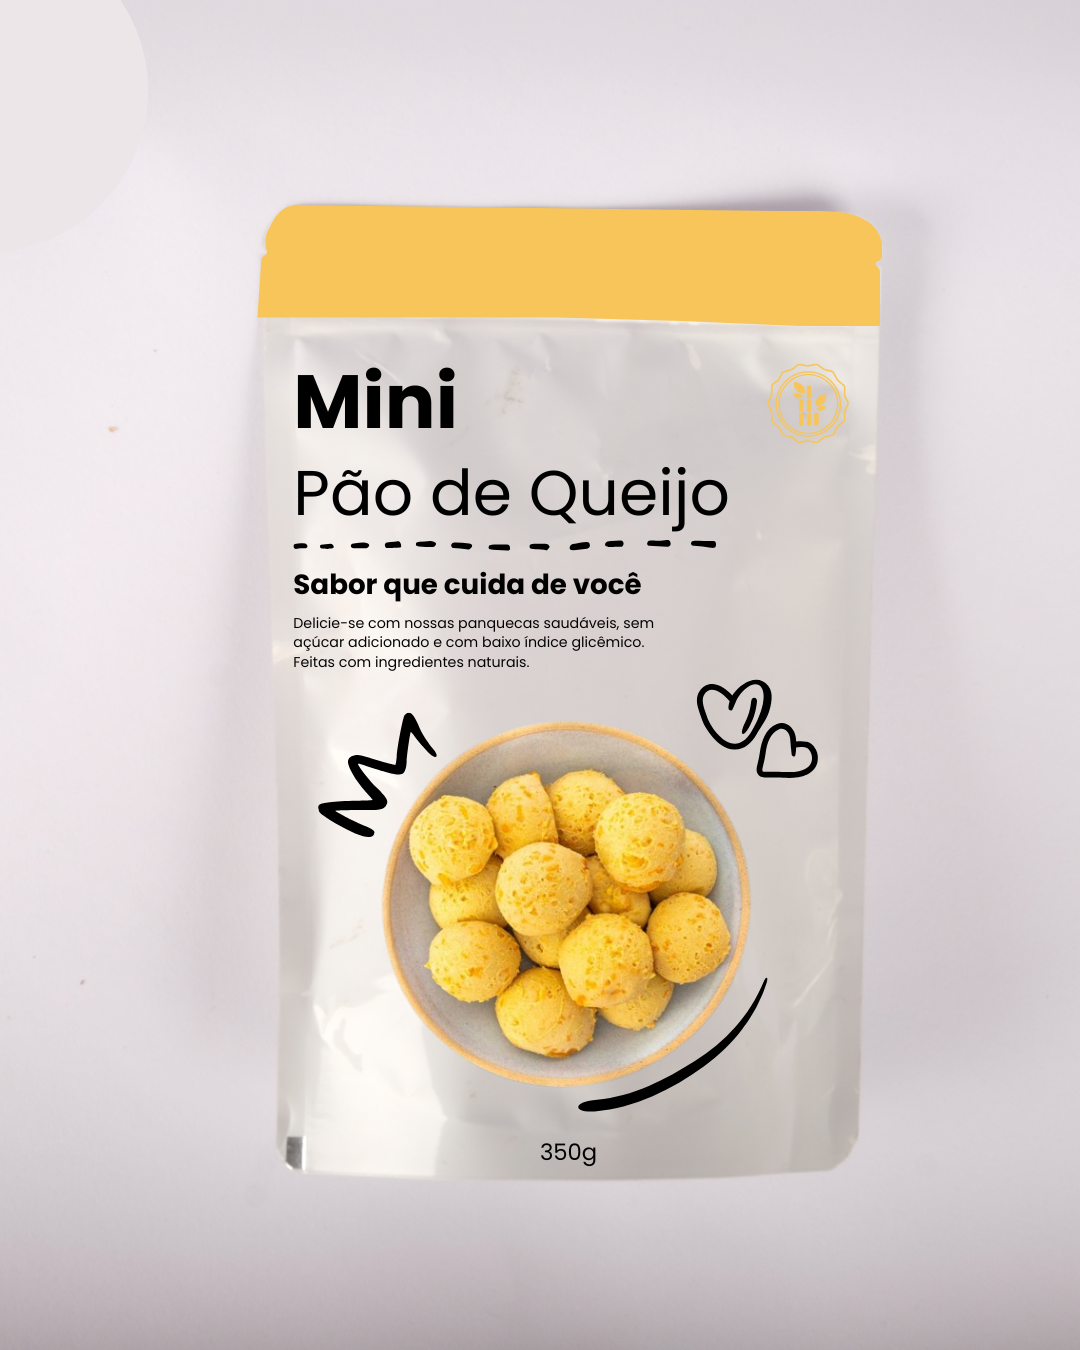 Mini
Pão de Queijo
Sabor que cuida de você
Delicie-se com nossas panquecas saudáveis, sem
açúcar adicionado e com baixo índice glicêmico.
Feitas com ingredientes naturais.
350g